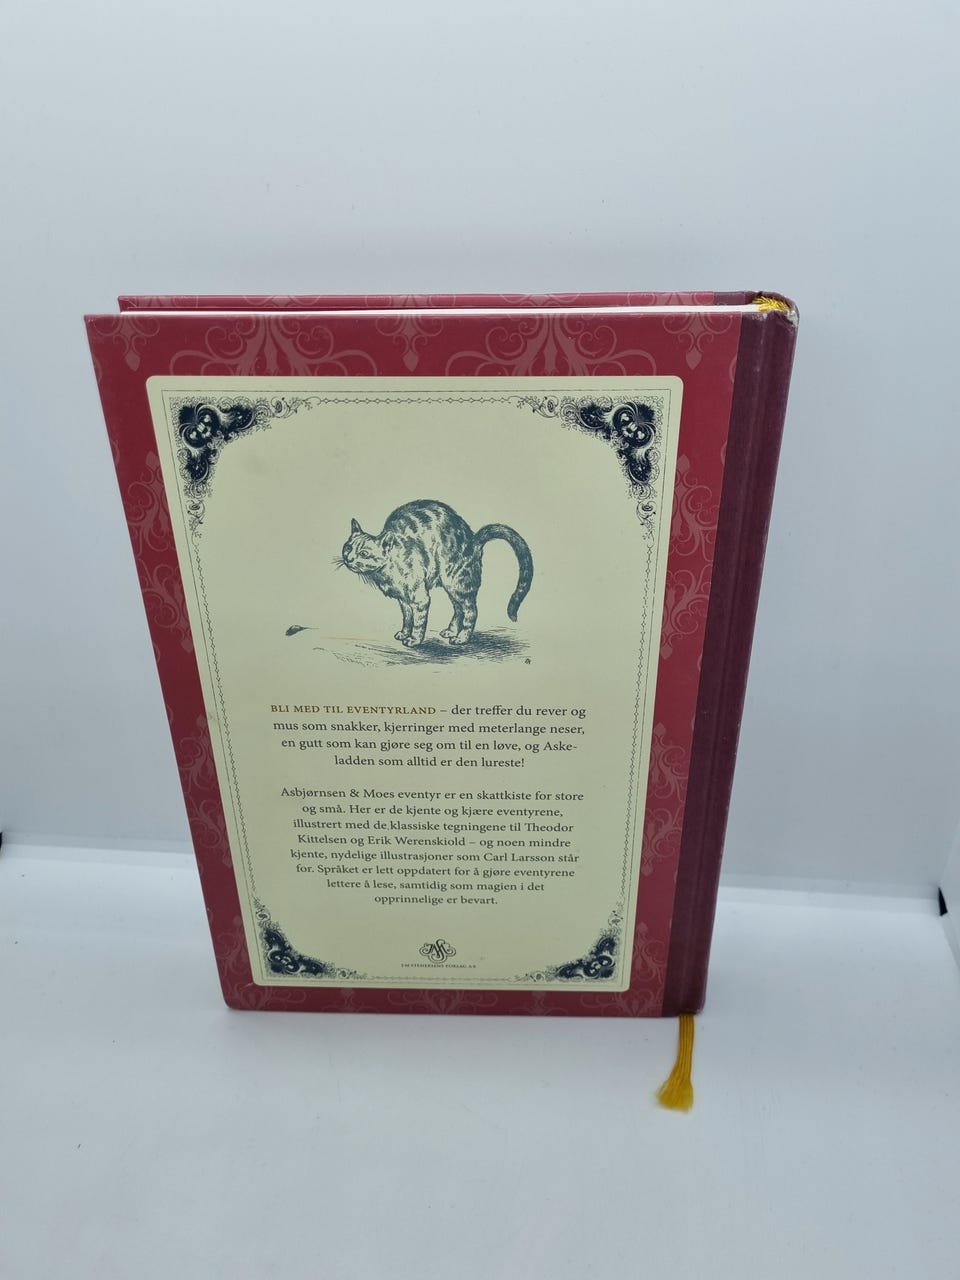 BLI MED TIL EVENTYRLAND – der treffer du rever og
mus som snakker, kjerringer med meterlange neser,
en gutt som kan gjøre seg om til en løve, og Aske-
ladden som alltid er den lureste!
Asbjørnsen & Moes eventyr er en skattkiste for store
og små. Her er de kjente og kjære eventyrene,
illustrert med de klassiske tegningene til Theodor
Kittelsen og Erik Werenskiold – og noen mindre
kjente, nydelige illustrasjoner som Carl Larsson står
for. Språket er lett oppdatert for å gjøre eventyrene
lettere å lese, samtidig som magien i det
opprinnelige er bevart.
J.M STENERSENS FORLAG A.S